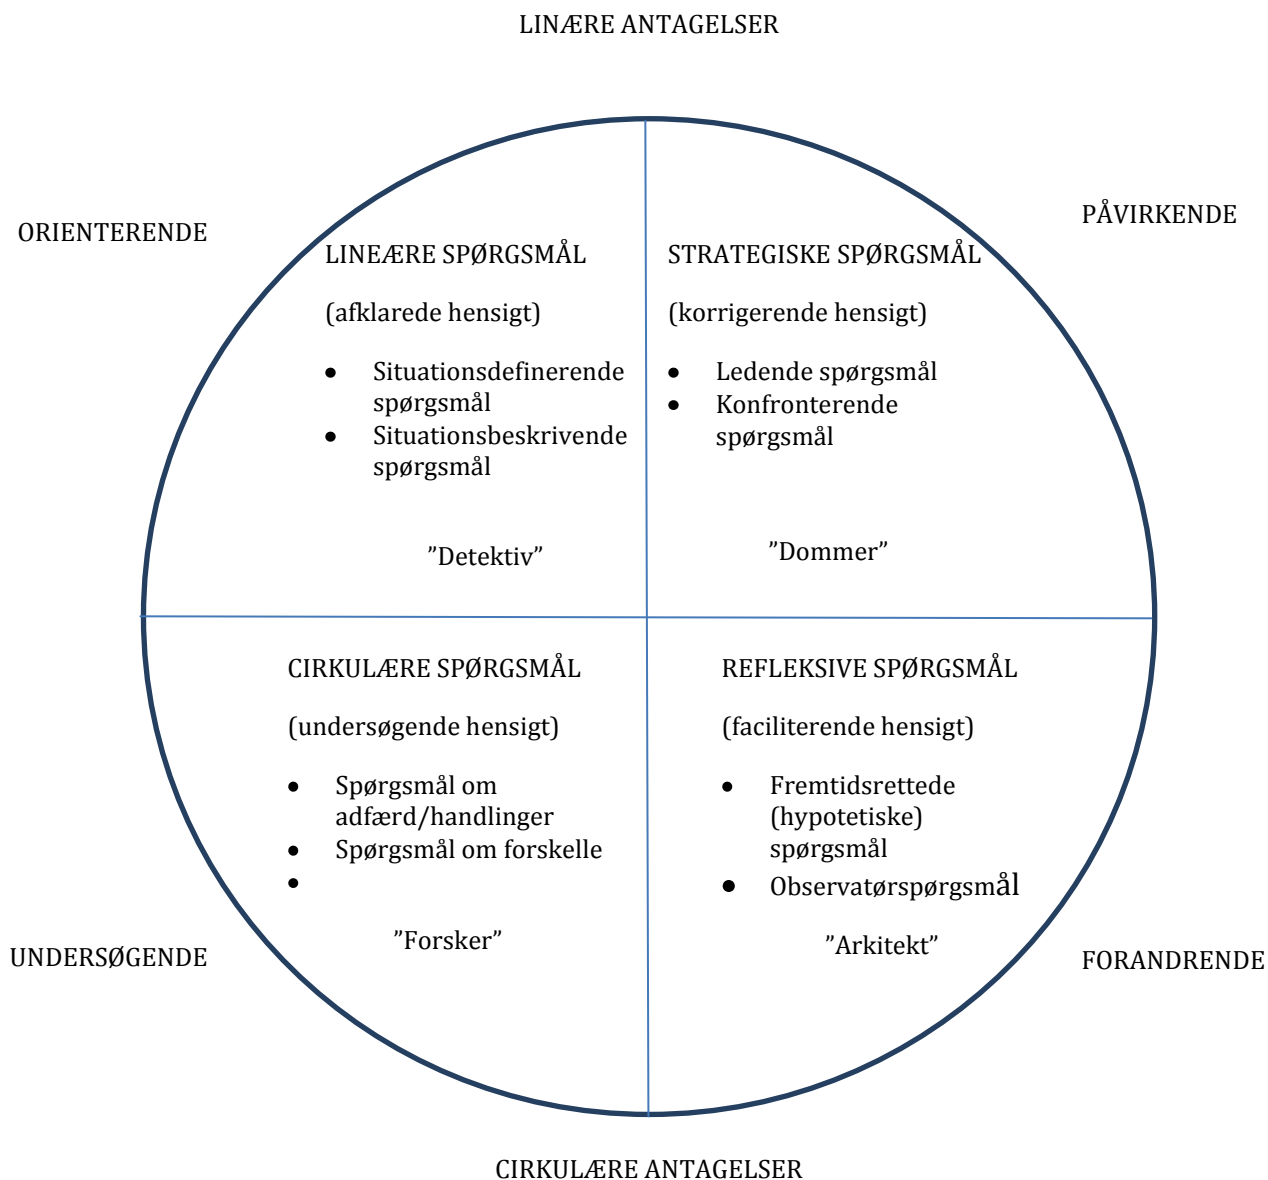 LINÆRE ANTAGELSER
ORIENTERENDE
PÅVIRKENDE
LINEÆRE SPØRGSMÅL
(afklarede hensigt)
• Situationsdefinerende
spørgsmål
• Situationsbeskrivende
spørgsmål
”Detektiv”
STRATEGISKE SPØRGSMÅL
(korrigerende hensigt)
• Ledende spørgsmål
• Konfronterende
spørgsmål
”Dommer”
CIRKULÆRE SPØRGSMÅL
(undersøgende hensigt)
• Spørgsmål om
adfærd/handlinger
• Spørgsmål om forskelle
•
”Forsker”
REFLEKSIVE SPØRGSMÅL
(faciliterende hensigt)
• Fremtidsrettede
(hypotetiske)
spørgsmål
• Observatørspørgsmål
”Arkitekt”
UNDERSØGENDE
FORANDRENDE
CIRKULÆRE ANTAGELSER